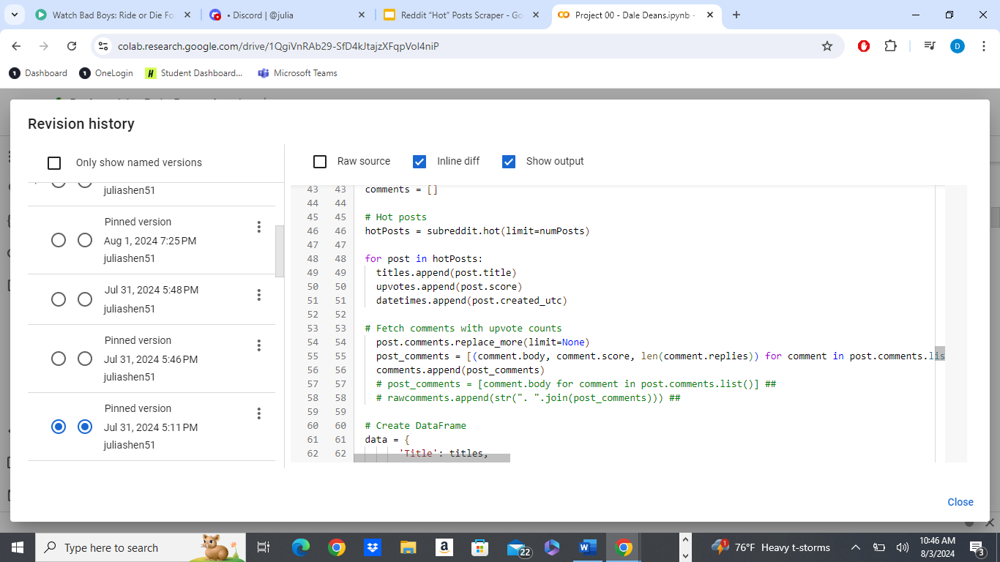 Watch Bad Boys: Ride or Die Fo
• Discord | @julia
Reddit “Hot” Posts Scraper - Go
Project 00 - Dale Deans.ipynb -
colab.research.google.com/drive/1QgiVnRAb29-SfD4kJtajzXFqpVol4niP
D
Dashboard
OneLogin
Student Dashboard...
Microsoft Teams
Revision history
Only show named versions
Raw source
Inline diff
Show output
juliashen51
Pinned version
Aug 1, 2024 7:25 PM
juliashen51
Jul 31, 2024 5:48 PM
juliashen51
Pinned version
Jul 31, 2024 5:46 PM
juliashen51
Pinned version
Jul 31, 2024 5:11 PM
juliashen51
43 43 comments = []
44 44
45 45 # Hot posts
46 46 hotPosts = subreddit.hot(limit=numPosts)
47 47
48 48 for post in hotPosts:
49 49 titles.append(post.title)
50 50 upvotes.append(post.score)
51 51 datetimes.append(post.created_utc)
52 52
53 53 # Fetch comments with upvote counts
54 54 post.comments.replace_more(limit=None)
55 55 post_comments = [(comment.body, comment.score, len(comment.replies)) for comment in post.comments.lis
56 56 comments.append(post_comments)
57 57 # post_comments = [comment.body for comment in post.comments.list()] ##
58 58 # rawcomments.append(str(". ".join(post_comments))) ##
59 59
60 60 # Create DataFrame
61 61 data = {
62 62 'Title': titles,
Close
Type here to search
22
76°F Heavy t-storms
10:46 AM
8/3/2024
3